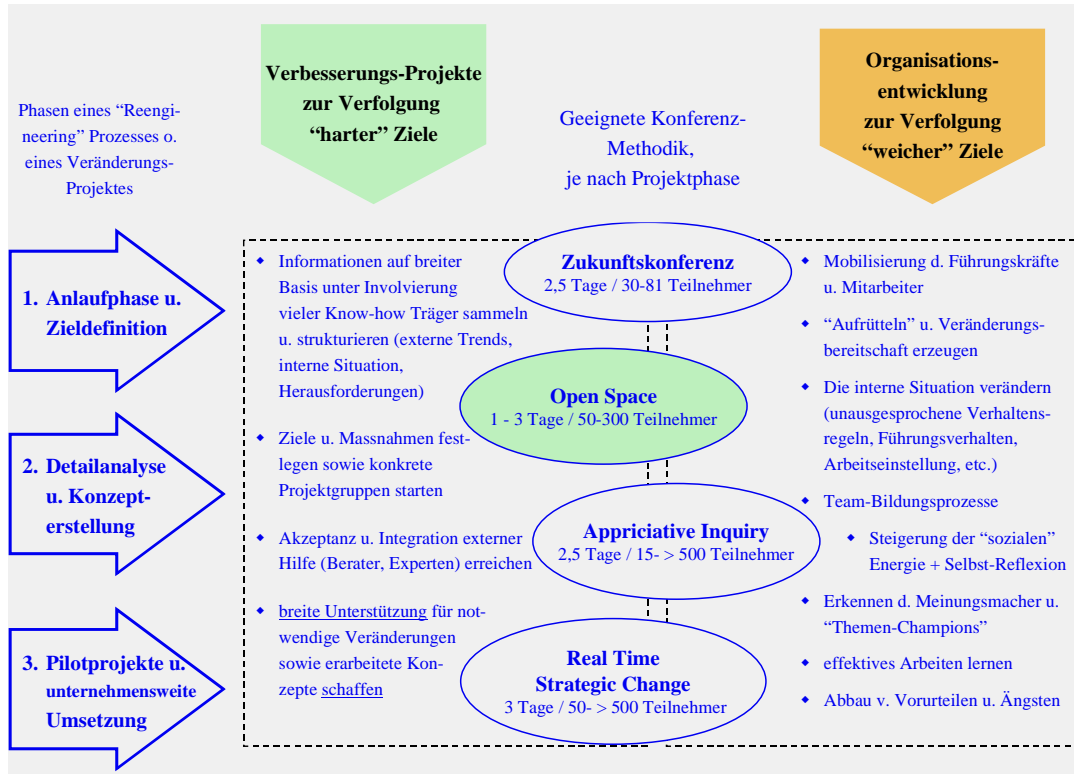 Phasen eines “Reengi-
neering” Prozesses o.
eines Veränderungs-
Projektes
Verbesserungs-Projekte
zur Verfolgung
“harter” Ziele
Geeignete Konferenz-
Methodik,
je nach Projektphase
Organisations-
entwicklung
zur Verfolgung
“weicher” Ziele
1. Anlaufphase u.
Zieldefinition
2. Detailanalyse
u. Konzept-
erstellung
3. Pilotprojekte u.
unternehmensweite
Umsetzung
Informationen auf breiter
Basis unter Involvierung
vieler Know-how Träger sammeln
u. strukturieren (externe Trends,
interne Situation,
Herausforderungen)
Ziele u. Massnahmen fest-
legen sowie konkrete
Projektgruppen starten
Akzeptanz u. Integration externer
Hilfe (Berater, Experten) erreichen
breite Unterstützung für not-
wendige Veränderungen
sowie erarbeitete Kon-
zepte schaffen
Zukunftskonferenz
2,5 Tage / 30-81 Teilnehmer
Open Space
1 - 3 Tage / 50-300 Teilnehmer
Appriciative Inquiry
2,5 Tage / 15- > 500 Teilnehmer
Real Time
Strategic Change
3 Tage / 50- > 500 Teilnehmer
Mobilisierung d. Führungskräfte
u. Mitarbeiter
“Aufrütteln” u. Veränderungs-
bereitschaft erzeugen
Die interne Situation verändern
(unausgesprochene Verhaltens-
regeln, Führungsverhalten,
Arbeitseinstellung, etc.)
Team-Bildungsprozesse
Steigerung der “sozialen”
Energie + Selbst-Reflexion
Erkennen d. Meinungsmacher u.
“Themen-Champions”
effektives Arbeiten lernen
Abbau v. Vorurteilen u. Ängsten